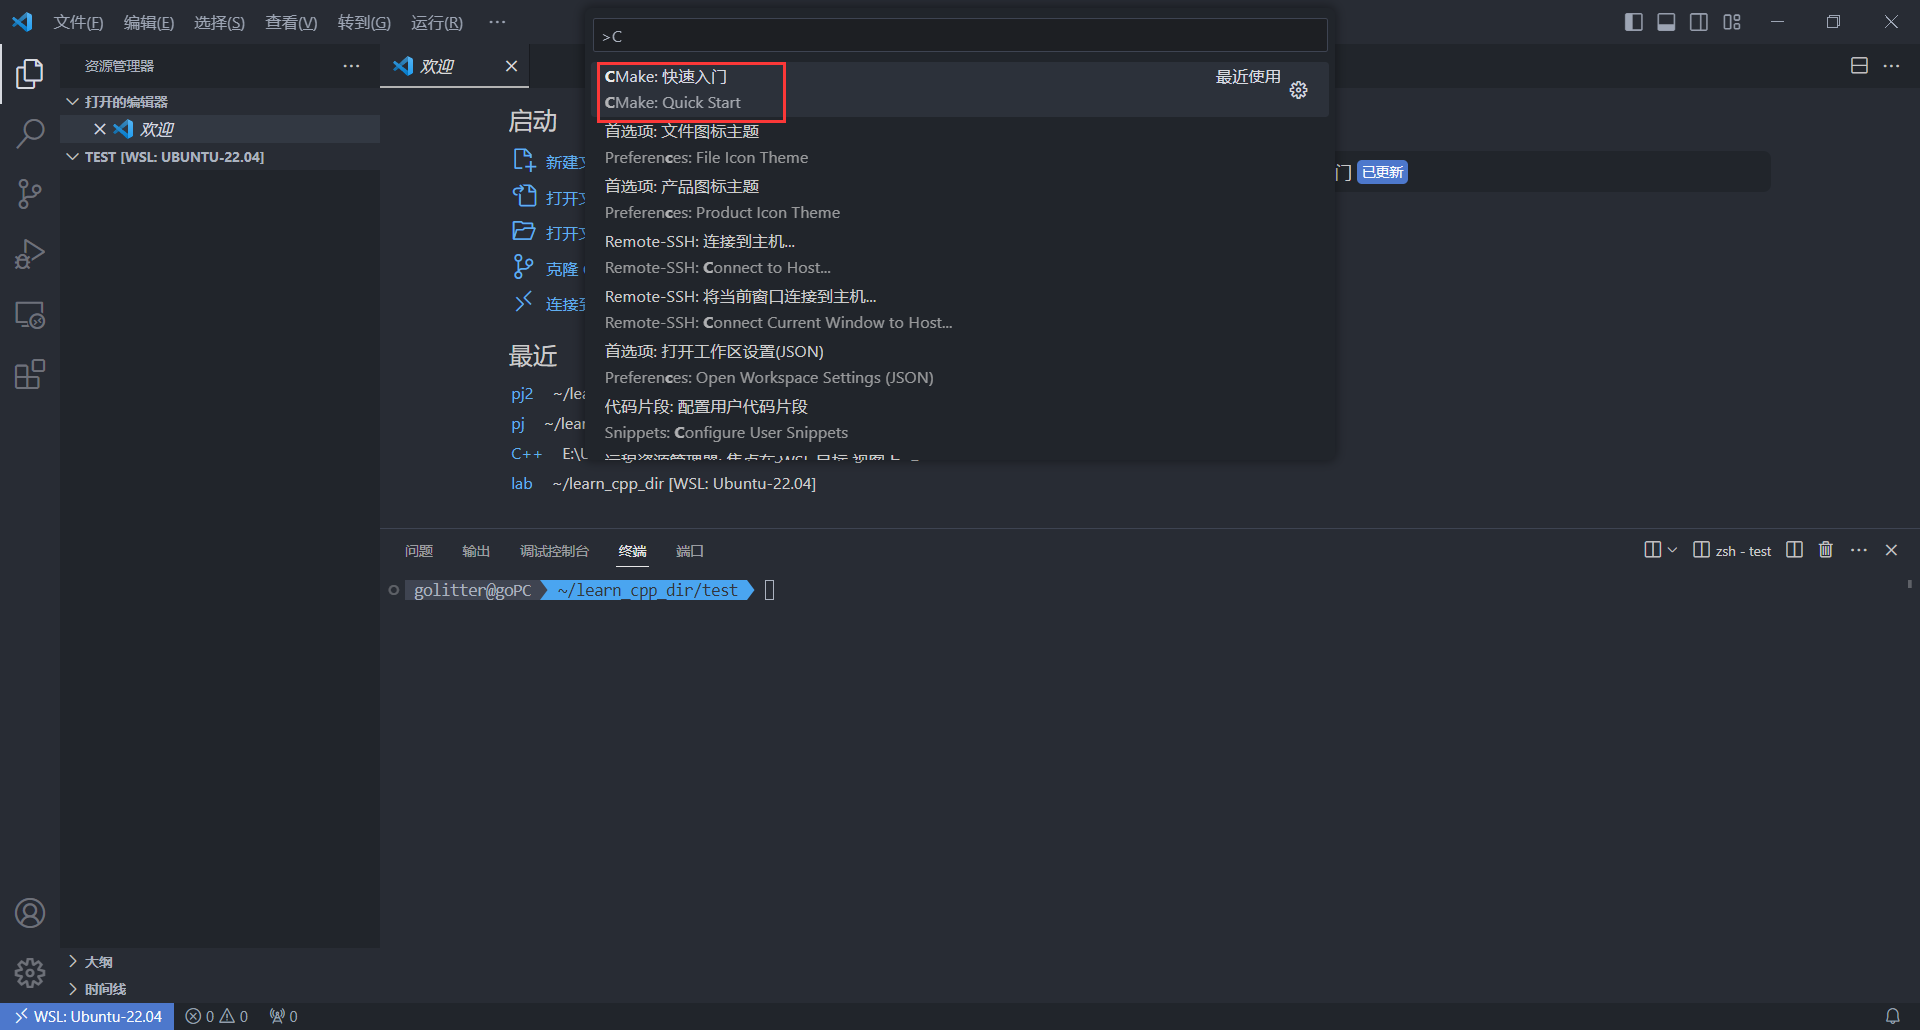 文件(F) 编辑(E) 选择(S) 查看(V) 转到(G) 运行(R) ···
>C
资源管理器
欢迎
打开的编辑器
欢迎
TEST [WSL: UBUNTU-22.04]
CMake: 快速入门 最近使用
CMake: Quick Start
首选项: 文件图标主题
Preferences: File Icon Theme
首选项: 产品图标主题
Preferences: Product Icon Theme
Remote-SSH: 连接到主机...
Remote-SSH: Connect to Host...
Remote-SSH: 将当前窗口连接到主机...
Remote-SSH: Connect Current Window to Host...
首选项: 打开工作区设置(JSON)
Preferences: Open Workspace Settings (JSON)
代码片段: 配置用户代码片段
Snippets: Configure User Snippets
启动
新建
打开
打开
克隆
连接
门 已更新
最近
pj2 ~/lea
pj ~/lear
C++ E:\
lab ~/learn_cpp_dir [WSL: Ubuntu-22.04]
问题 输出 调试控制台 终端 端口
zsh - test
golitter@goPC ~/learn_cpp_dir/test
大纲
时间线
WSL: Ubuntu-22.04 0 0 0